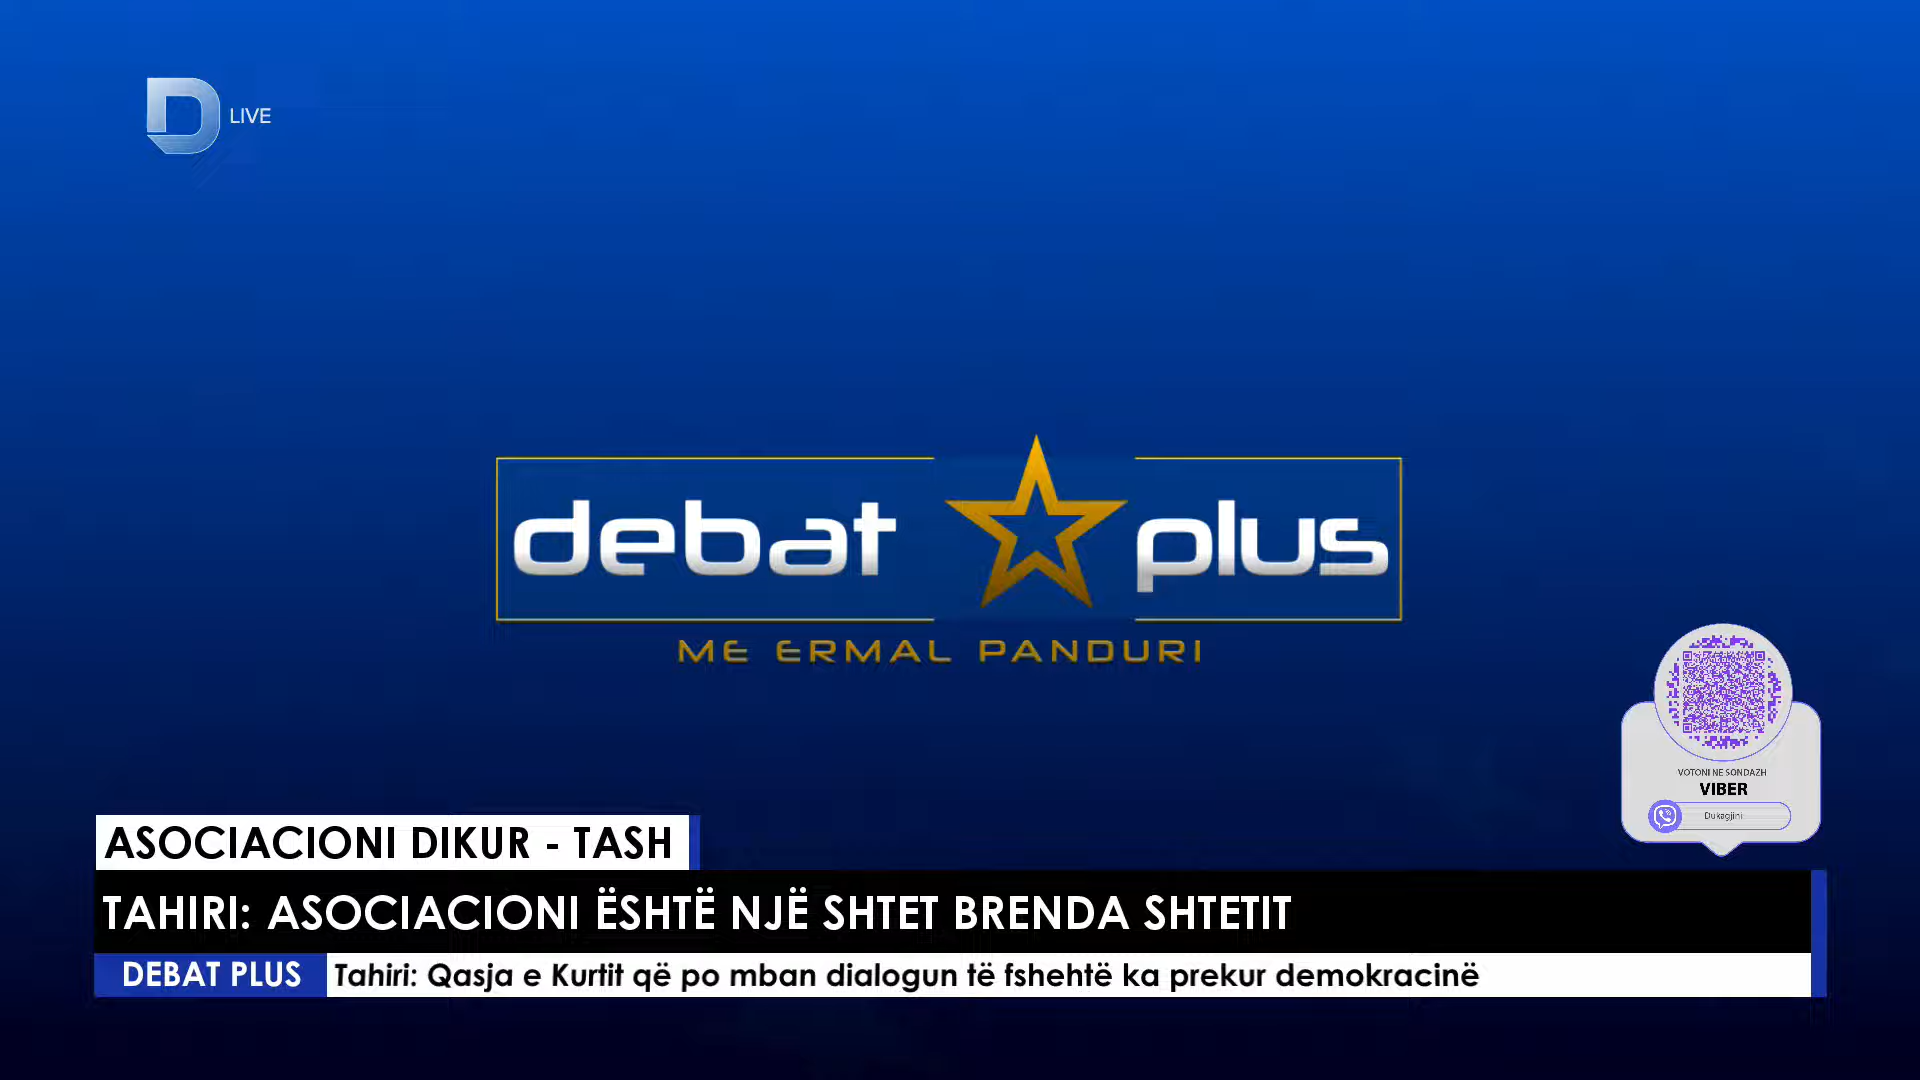 D LIVE
debat plus
ME ERMAL PANDURI
VOTONI NE SONDAZH
VIBER
Dukagjini
ASOCIACIONI DIKUR - TASH
TAHIRI: ASOCIACIONI ËSHTË NJË SHTET BRENDA SHTETIT
DEBAT PLUS Tahiri: Qasja e Kurtit që po mban dialogun të fshehtë ka prekur demokracinë